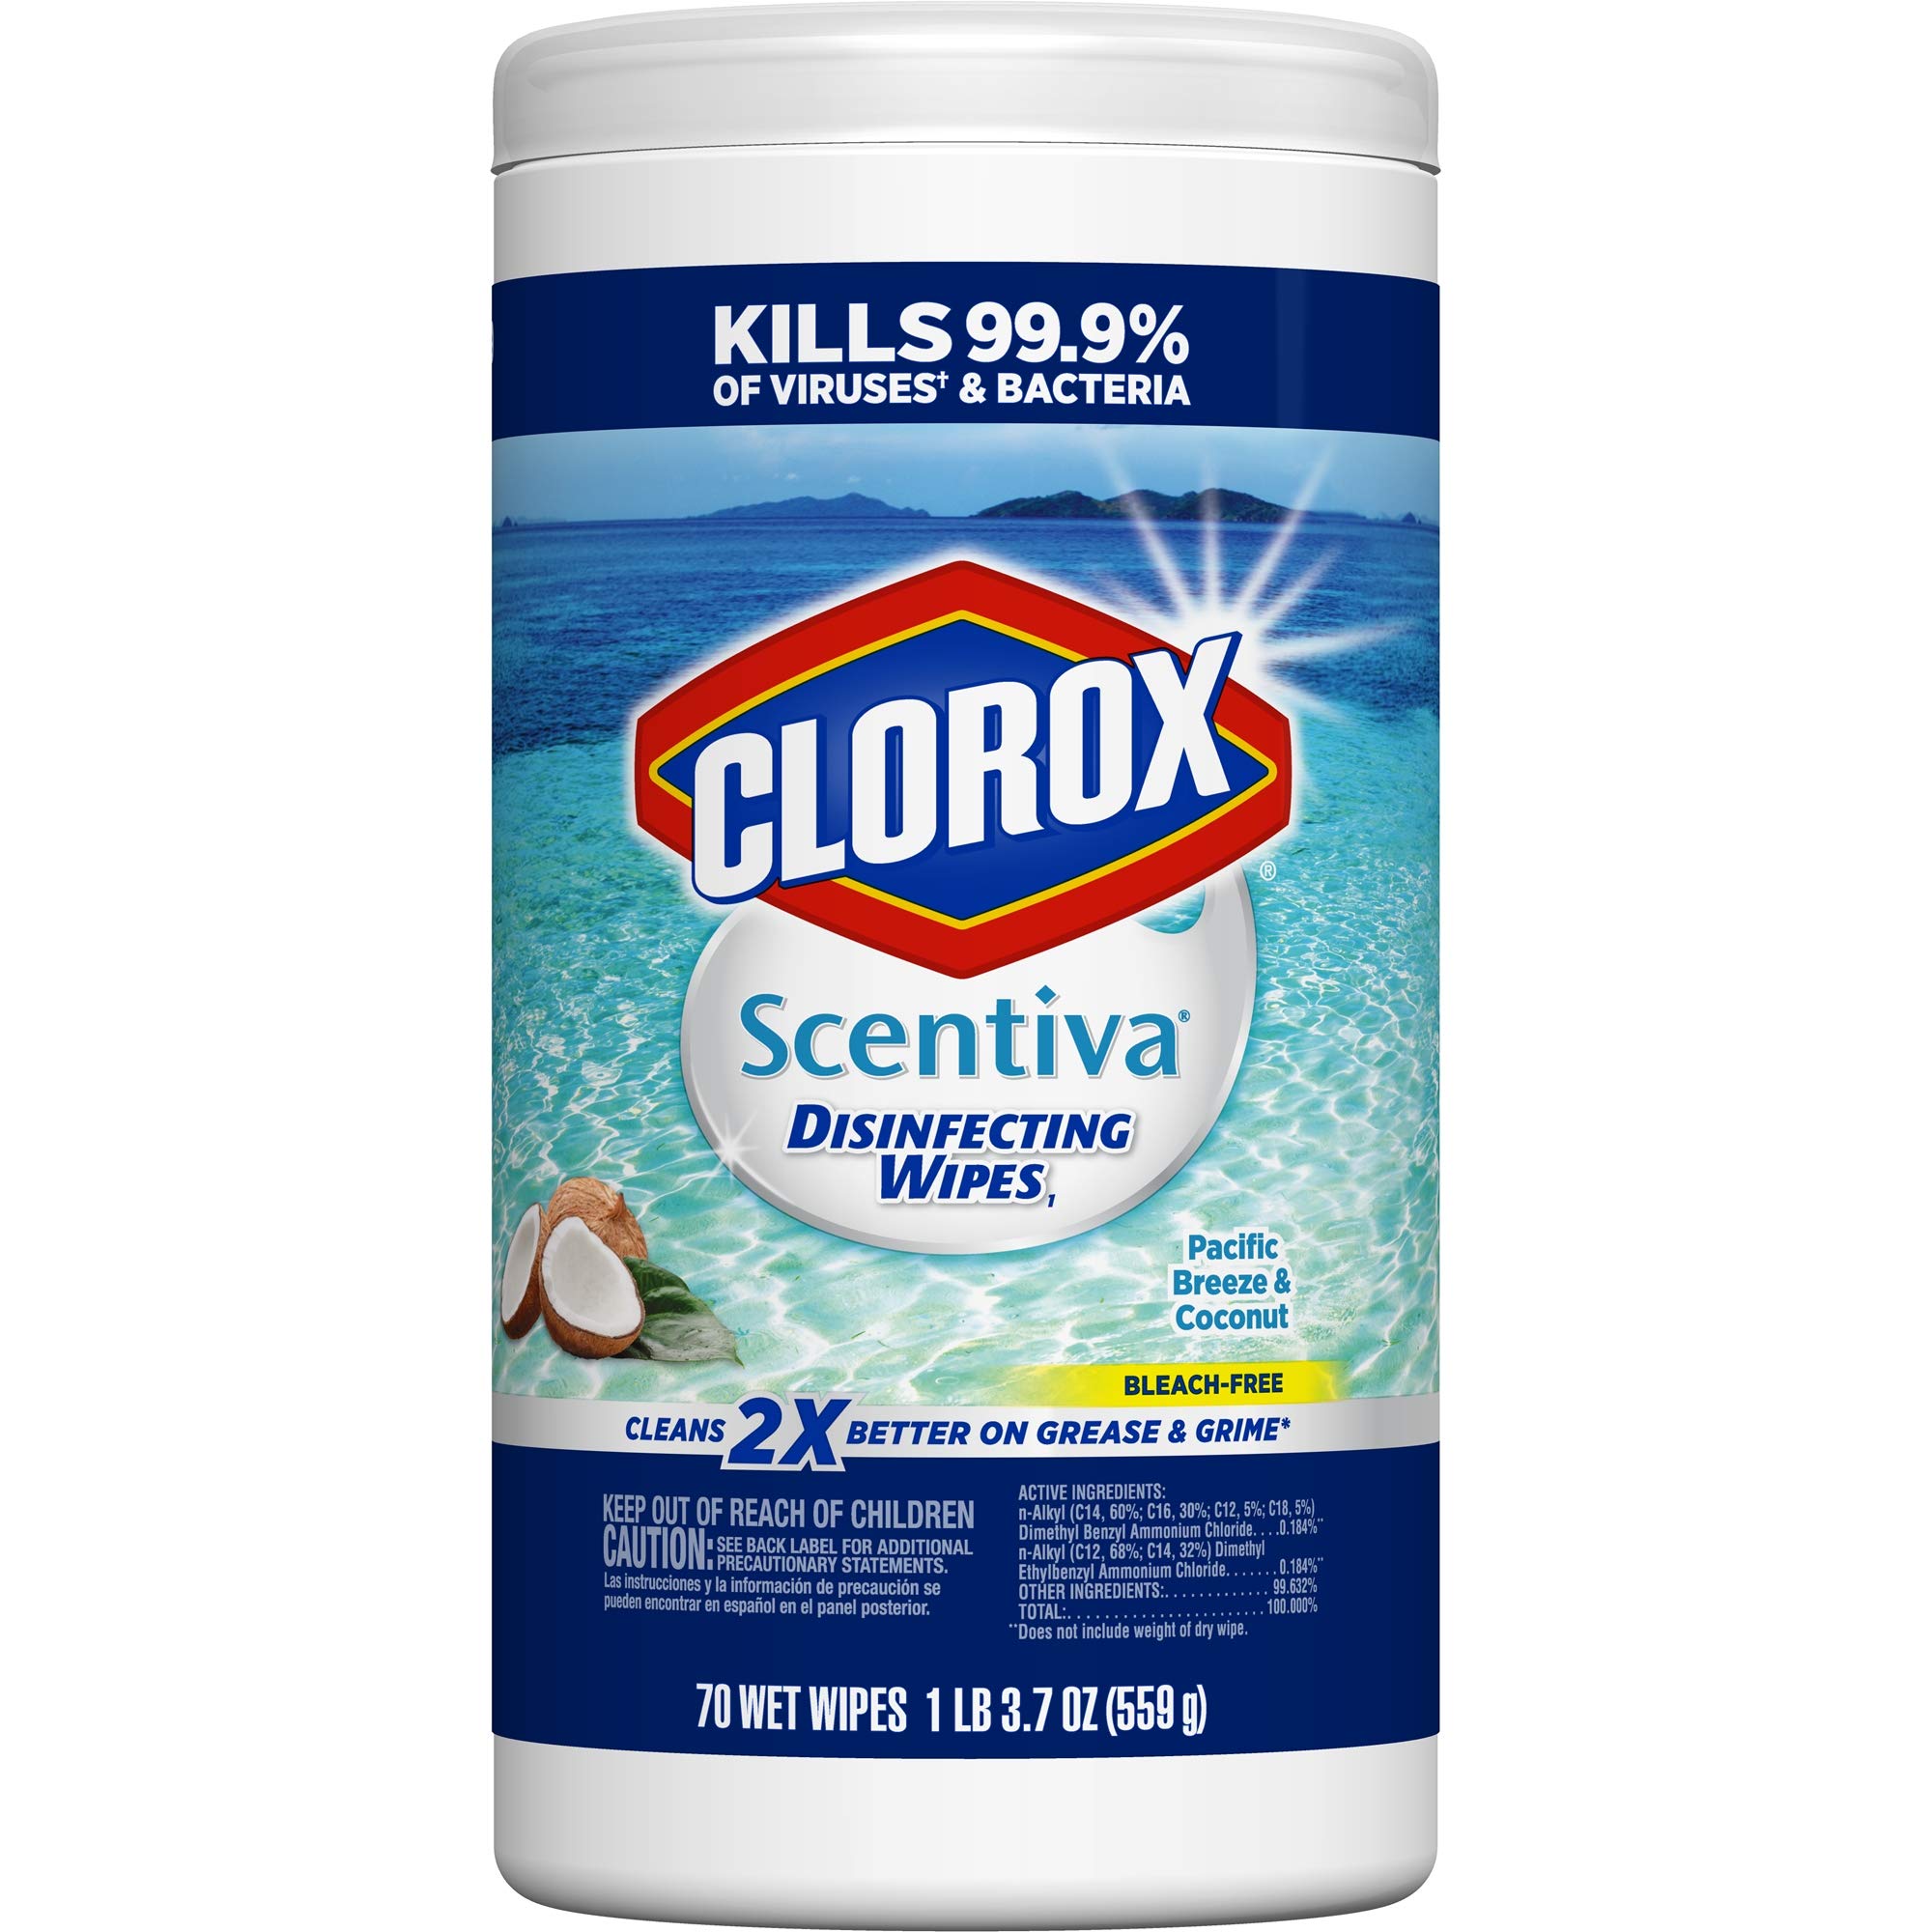 KILLS 99.9%
OF VIRUSES† & BACTERIA
CLOROX
®
Scentiva®
DISINFECTING
WIPES1
Pacific
Breeze &
Coconut
BLEACH-FREE
CLEANS 2X BETTER ON GREASE & GRIME*
KEEP OUT OF REACH OF CHILDREN
CAUTION: SEE BACK LABEL FOR ADDITIONAL
PRECAUTIONARY STATEMENTS.
Las instrucciones y la información de precaución se
pueden encontrar en español en el panel posterior.
ACTIVE INGREDIENTS:
n-Alkyl (C14, 60%; C16, 30%; C12, 5%; C18, 5%)
Dimethyl Benzyl Ammonium Chloride. . . .0.184%**
n-Alkyl (C12, 68%; C14, 32%) Dimethyl
Ethylbenzyl Ammonium Chloride. . . . . . . 0.184%**
OTHER INGREDIENTS:. . . . . . . . . . . . . 99.632%
TOTAL:. . . . . . . . . . . . . . . . . . . . . . . 100.000%
**Does not include weight of dry wipe.
70 WET WIPES 1 LB 3.7 OZ (559 g)